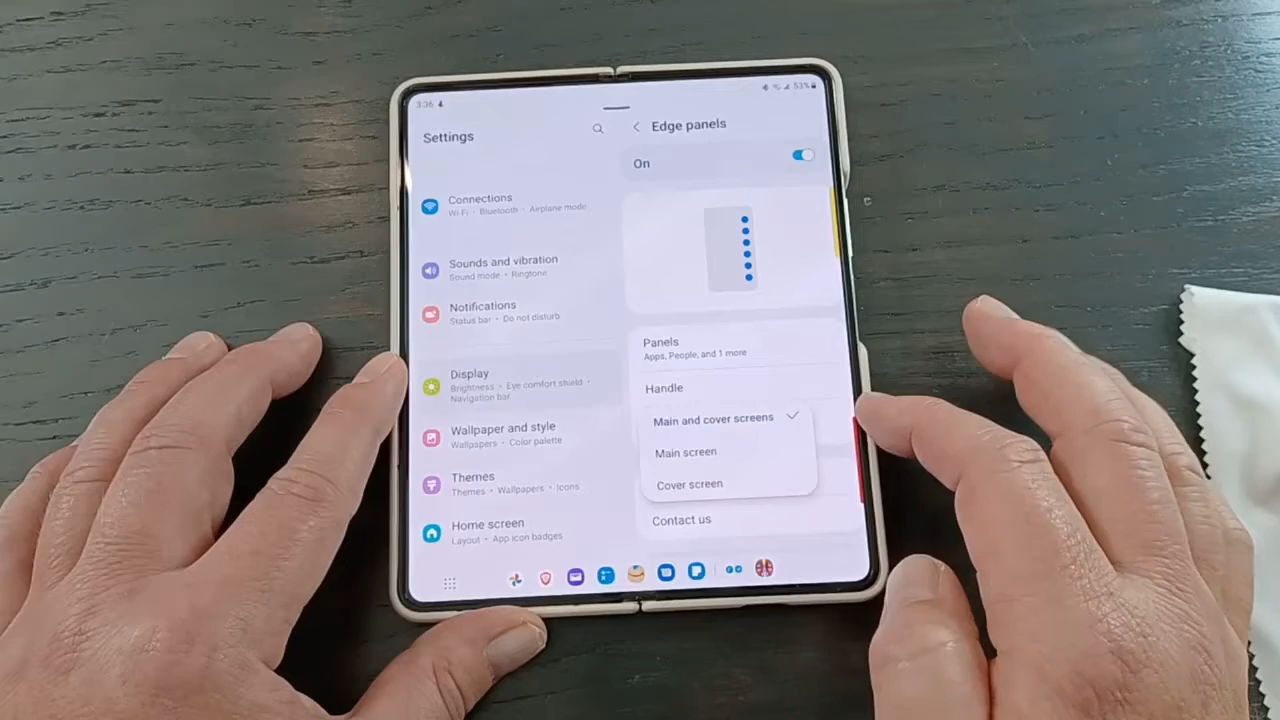 3:36
53%
Settings
Connections
Wi-Fi • Bluetooth • Airplane mode
Sounds and vibration
Sound mode • Ringtone
Notifications
Status bar • Do not disturb
Display
Brightness • Eye comfort shield •
Navigation bar
Wallpaper and style
Wallpapers • Color palette
Themes
Themes • Wallpapers • Icons
Home screen
Layout • App icon badges
Edge panels
On
Panels
Apps, People, and 1 more
Handle
Main and cover screens
Main screen
Cover screen
Contact us